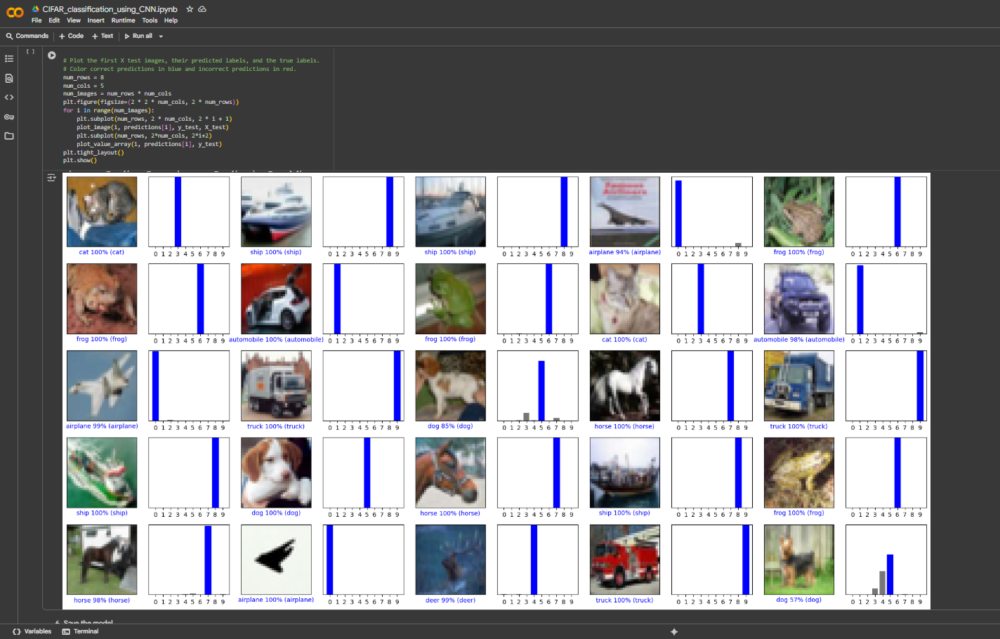 CIFAR_classification_using_CNN.ipynb
File Edit View Insert Runtime Tools Help
Commands + Code + Text Run all
[ ]
# Plot the first X test images, their predicted labels, and the true labels.
# Color correct predictions in blue and incorrect predictions in red.
num_rows = 8
num_cols = 5
num_images = num_rows * num_cols
plt.figure(figsize=(2 * 2 * num_cols, 2 * num_rows))
for i in range(num_images):
    plt.subplot(num_rows, 2 * num_cols, 2 * i + 1)
    plot_image(i, predictions[i], y_test, X_test)
    plt.subplot(num_rows, 2*num_cols, 2*i+2)
    plot_value_array(i, predictions[i], y_test)
plt.tight_layout()
plt.show()
cat 100% (cat) 0 1 2 3 4 5 6 7 8 9 ship 100% (ship) 0 1 2 3 4 5 6 7 8 9 ship 100% (ship) 0 1 2 3 4 5 6 7 8 9 airplane 94% (airplane) 0 1 2 3 4 5 6 7 8 9 frog 100% (frog) 0 1 2 3 4 5 6 7 8 9
frog 100% (frog) 0 1 2 3 4 5 6 7 8 9 automobile 100% (automobile) 0 1 2 3 4 5 6 7 8 9 frog 100% (frog) 0 1 2 3 4 5 6 7 8 9 cat 100% (cat) 0 1 2 3 4 5 6 7 8 9 automobile 98% (automobile) 0 1 2 3 4 5 6 7 8 9
airplane 99% (airplane) 0 1 2 3 4 5 6 7 8 9 truck 100% (truck) 0 1 2 3 4 5 6 7 8 9 dog 85% (dog) 0 1 2 3 4 5 6 7 8 9 horse 100% (horse) 0 1 2 3 4 5 6 7 8 9 truck 100% (truck) 0 1 2 3 4 5 6 7 8 9
ship 100% (ship) 0 1 2 3 4 5 6 7 8 9 dog 100% (dog) 0 1 2 3 4 5 6 7 8 9 horse 100% (horse) 0 1 2 3 4 5 6 7 8 9 ship 100% (ship) 0 1 2 3 4 5 6 7 8 9 frog 100% (frog) 0 1 2 3 4 5 6 7 8 9
horse 98% (horse) 0 1 2 3 4 5 6 7 8 9 airplane 100% (airplane) 0 1 2 3 4 5 6 7 8 9 deer 99% (deer) 0 1 2 3 4 5 6 7 8 9 truck 100% (truck) 0 1 2 3 4 5 6 7 8 9 dog 57% (dog) 0 1 2 3 4 5 6 7 8 9
6. Save the model
Variables Terminal